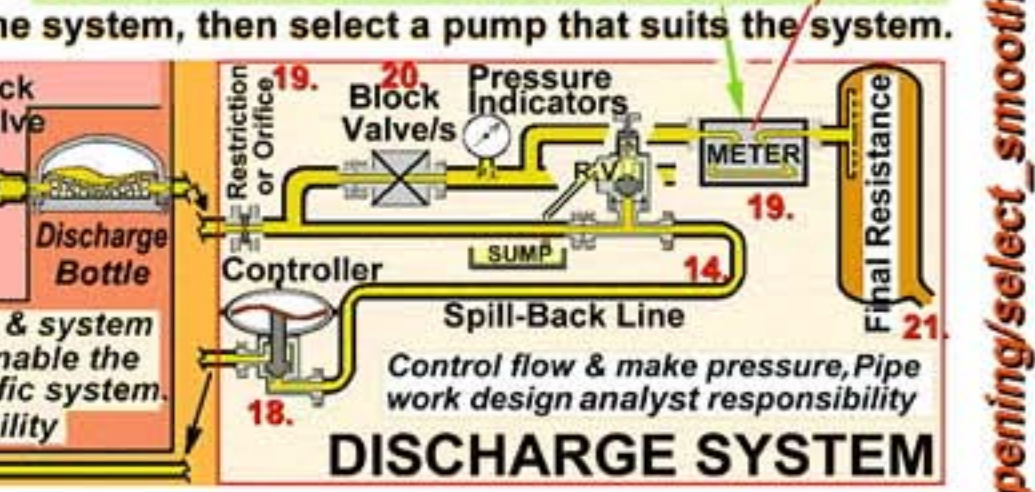 he system, then select a pump that suits the system.
ck
lve
Discharge
Bottle
& system
nable the
fic system.
ility
Restriction
or Orifice
19.
20.
Block
Valve/s
Pressure
Indicators
P.I.
R.V.
METER
19.
Final Resistance
21.
SUMP
14.
Controller
Spill-Back Line
18.
Control flow & make pressure,Pipe
work design analyst responsibility
DISCHARGE SYSTEM
pening/select_smooth